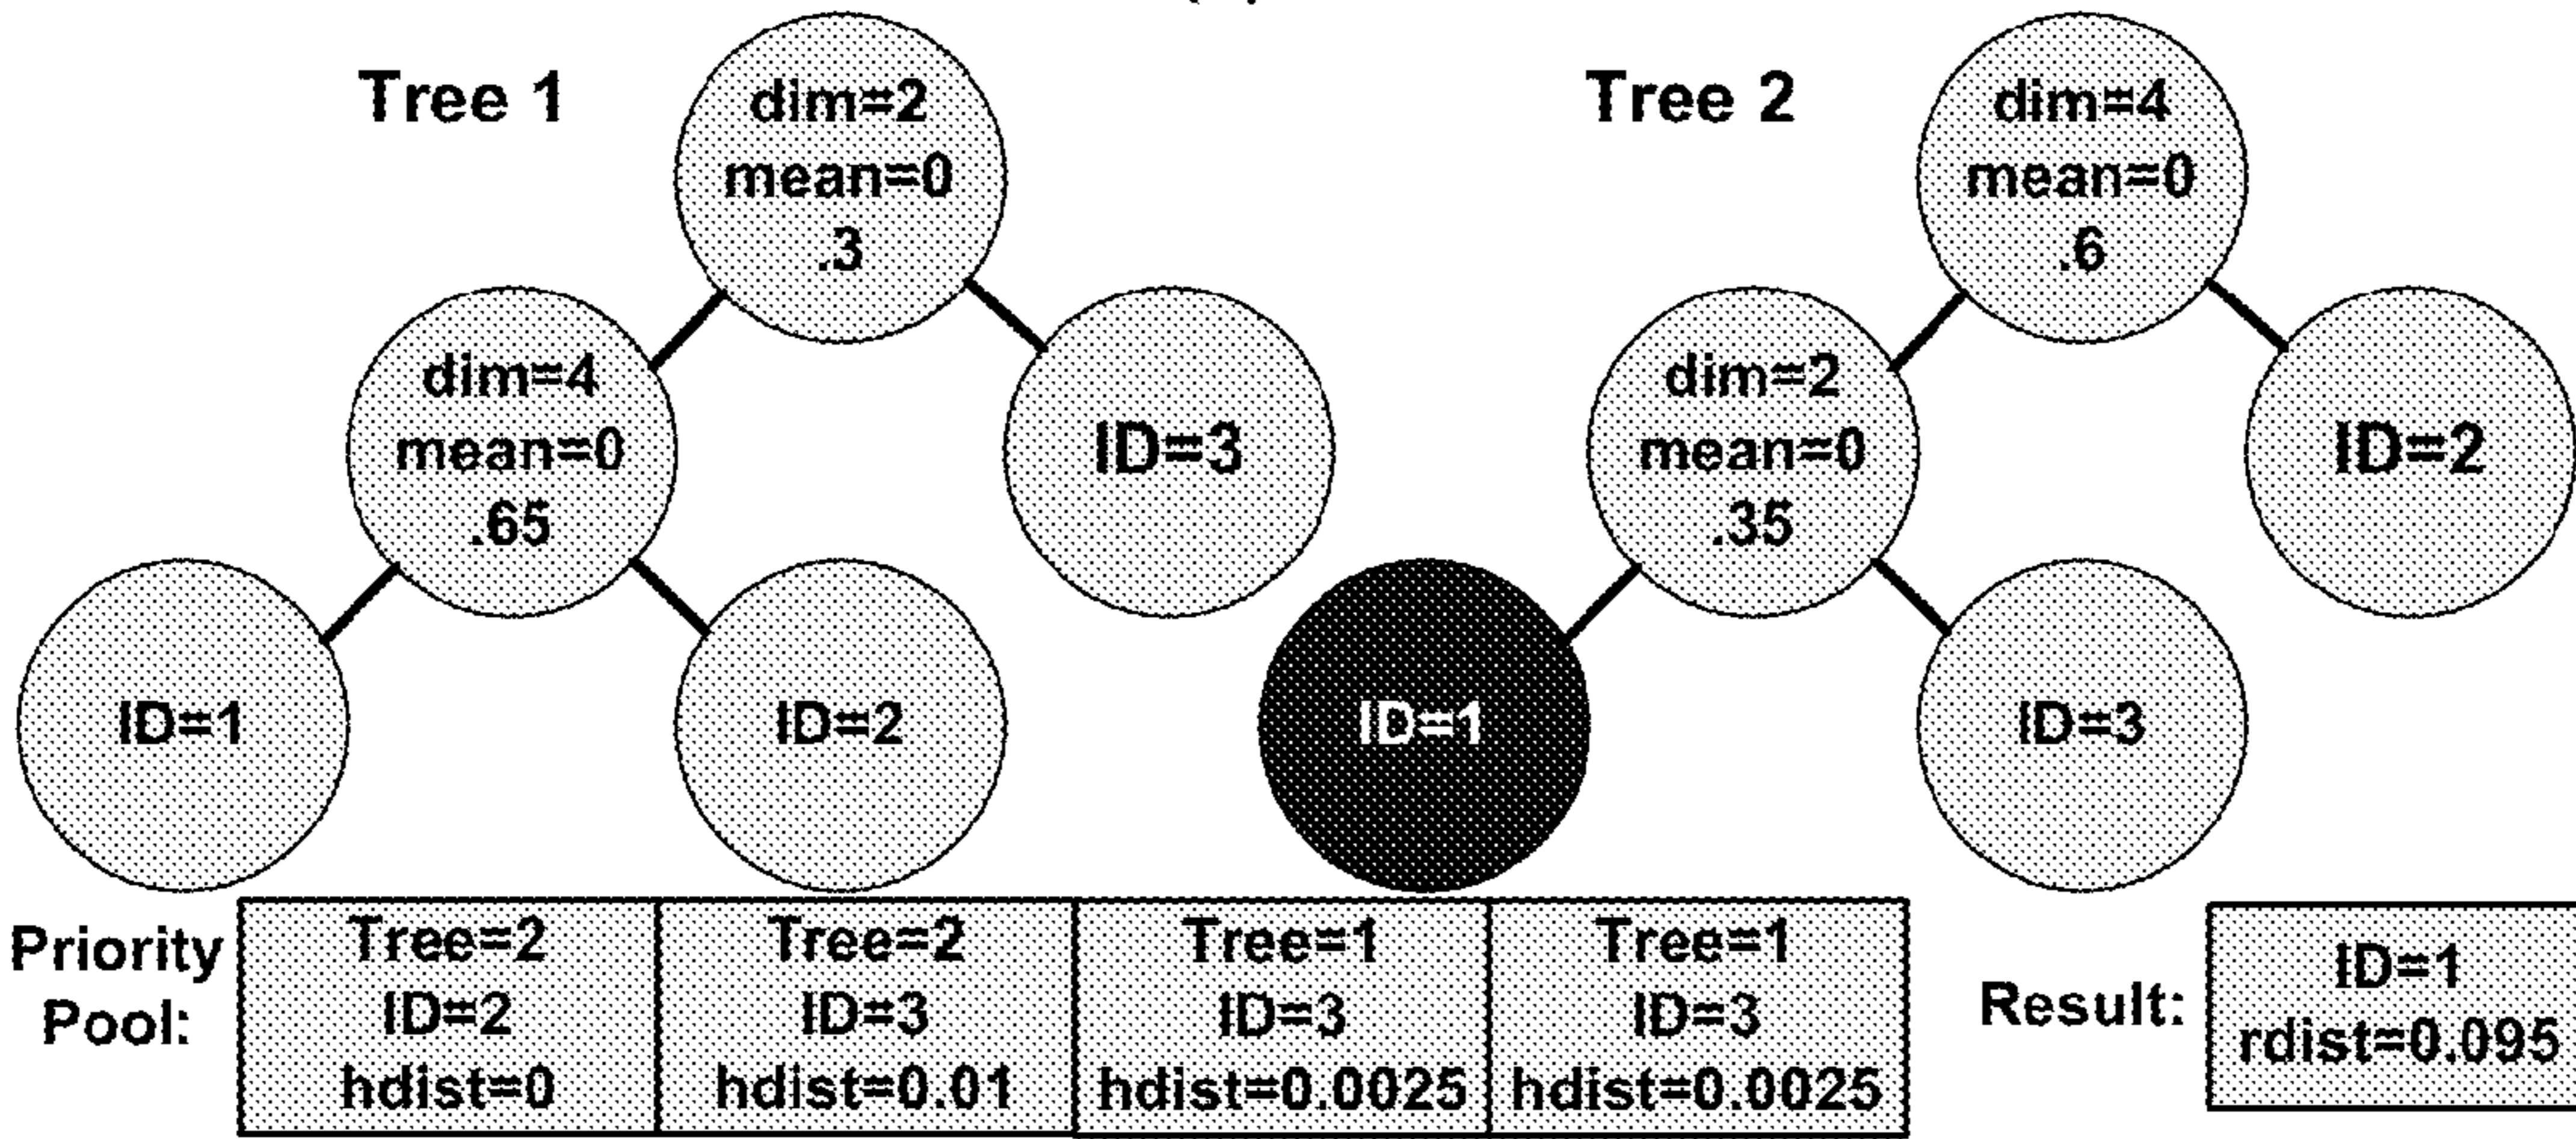 Tree 1
dim=2
mean=0
.3
dim=4
mean=0
.65
ID=3
ID=1
ID=2
Tree 2
dim=4
mean=0
.6
dim=2
mean=0
.35
ID=2
ID=1
ID=3
Priority
Pool:
Tree=2
ID=2
hdist=0
Tree=2
ID=3
hdist=0.01
Tree=1
ID=3
hdist=0.0025
Tree=1
ID=3
hdist=0.0025
Result:
ID=1
rdist=0.095